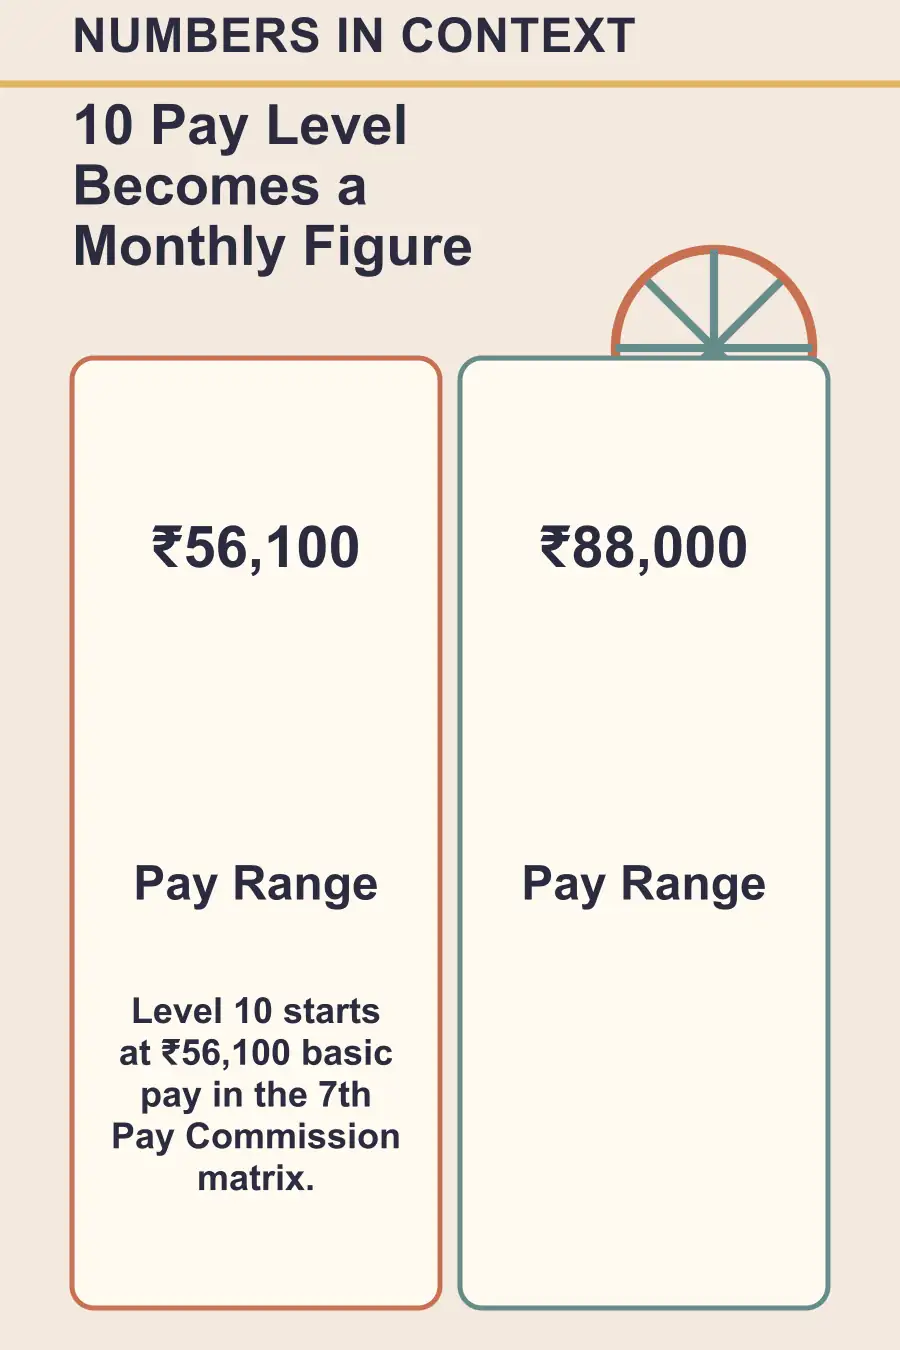 NUMBERS IN CONTEXT
10 Pay Level
Becomes a
Monthly Figure
₹56,100
Pay Range
Level 10 starts
at ₹56,100 basic
pay in the 7th
Pay Commission
matrix.
₹88,000
Pay Range